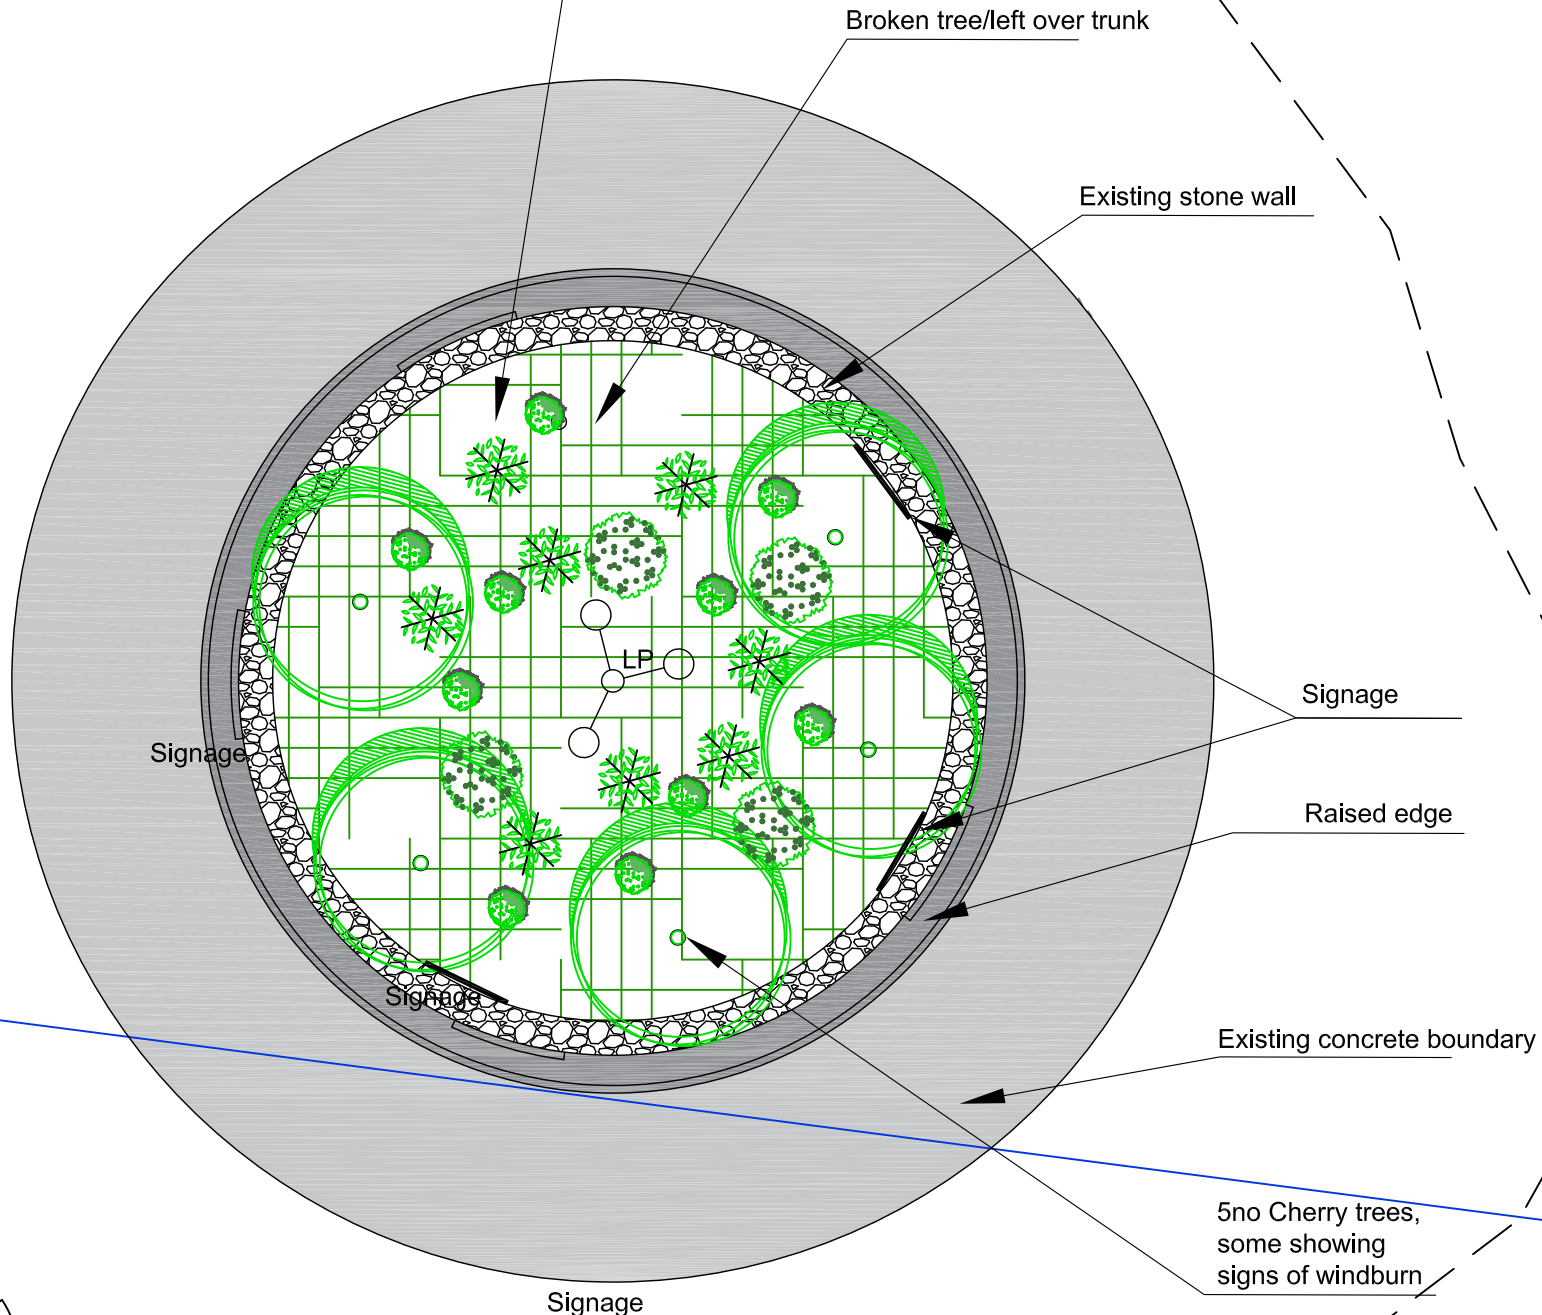 Broken tree/left over trunk
Existing stone wall
LP
Signage
Signage
Raised edge
Signage
Existing concrete boundary
5no Cherry trees,
some showing
signs of windburn
Signage